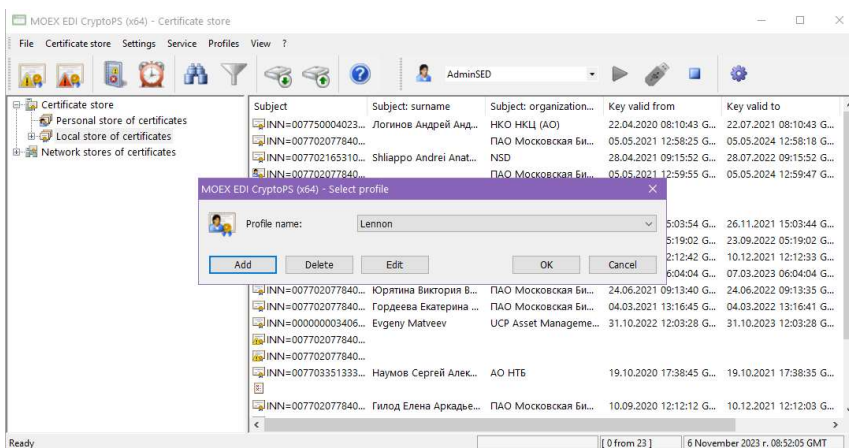 MOEX EDI CryptoPS (x64) - Certificate store
File Certificate store Settings Service Profiles View ?
AdminSED
Certificate store
Personal store of certificates
Local store of certificates
Network stores of certificates
Subject Subject: surname Subject: organization... Key valid from Key valid to
INN=007750004023... Логинов Андрей Анд... НКО НКЦ (АО) 22.04.2020 08:10:43 G... 22.07.2021 08:10:43 G...
INN=007702077840... ПАО Московская Би... 05.05.2021 12:58:25 G... 05.05.2024 12:58:18 G...
INN=007702165310... Shliappo Andrei Anat... NSD 28.04.2021 09:15:52 G... 28.07.2022 09:15:52 G...
INN=007702077840... ПАО Московская Би... 05.05.2021 12:59:55 G... 05.05.2024 12:59:47 G...
MOEX EDI CryptoPS (x64) - Select profile
Profile name: Lennon
Add Delete Edit OK Cancel
5:03:54 G... 26.11.2021 15:03:44 G...
5:19:02 G... 23.09.2022 05:19:02 G...
2:12:42 G... 10.12.2021 12:12:33 G...
6:04:04 G... 07.03.2023 06:04:04 G...
INN=007702077840... Юрятина Виктория В... ПАО Московская Би... 24.06.2021 09:13:40 G... 24.06.2022 09:13:35 G...
INN=007702077840... Гордеева Екатерина ... ПАО Московская Би... 04.03.2021 13:16:45 G... 04.03.2022 13:16:41 G...
INN=000000003406... Evgeny Matveev UCP Asset Manageme... 31.10.2022 12:03:28 G... 31.10.2023 12:03:28 G...
INN=007702077840...
INN=007702077840...
INN=007703351333... Наумов Сергей Алек... АО НТБ 19.10.2020 17:38:45 G... 19.10.2021 17:38:35 G...
INN=007702077840... Гилод Елена Аркадье... ПАО Московская Би... 10.09.2020 12:12:12 G... 10.12.2021 12:12:03 G...
Ready [ 0 from 23 ] 6 November 2023 г. 08:52:05 GMT